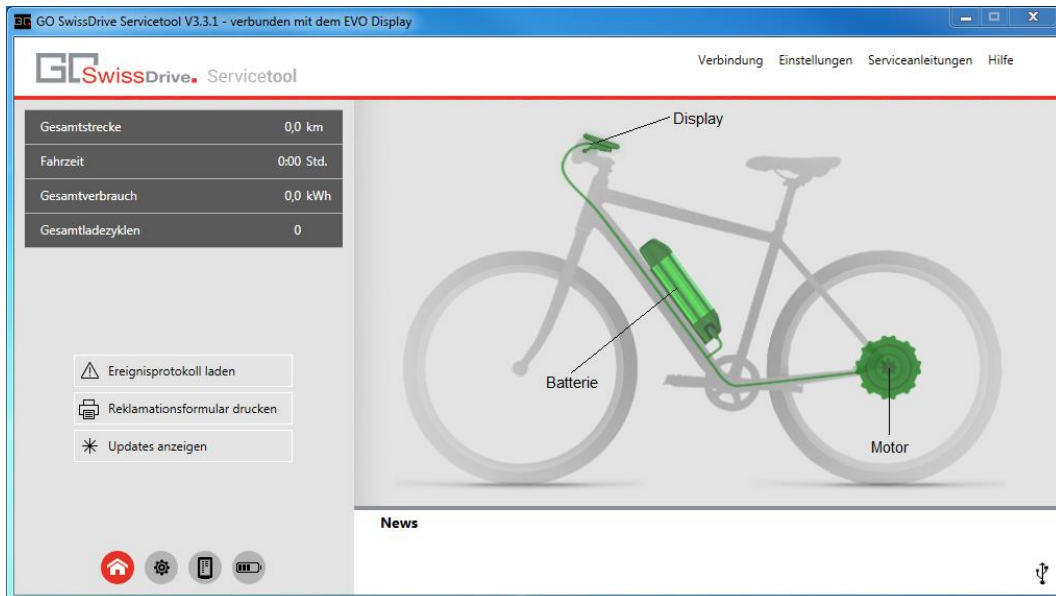 GO SwissDrive Servicetool V3.3.1 - verbunden mit dem EVO Display
GO SwissDrive. Servicetool
Verbindung Einstellungen Serviceanleitungen Hilfe
Gesamtstrecke 0,0 km
Fahrzeit 0:00 Std.
Gesamtverbrauch 0,0 kWh
Gesamtladezyklen 0
Display
Batterie
Motor
Ereignisprotokoll laden
Reklamationsformular drucken
Updates anzeigen
News